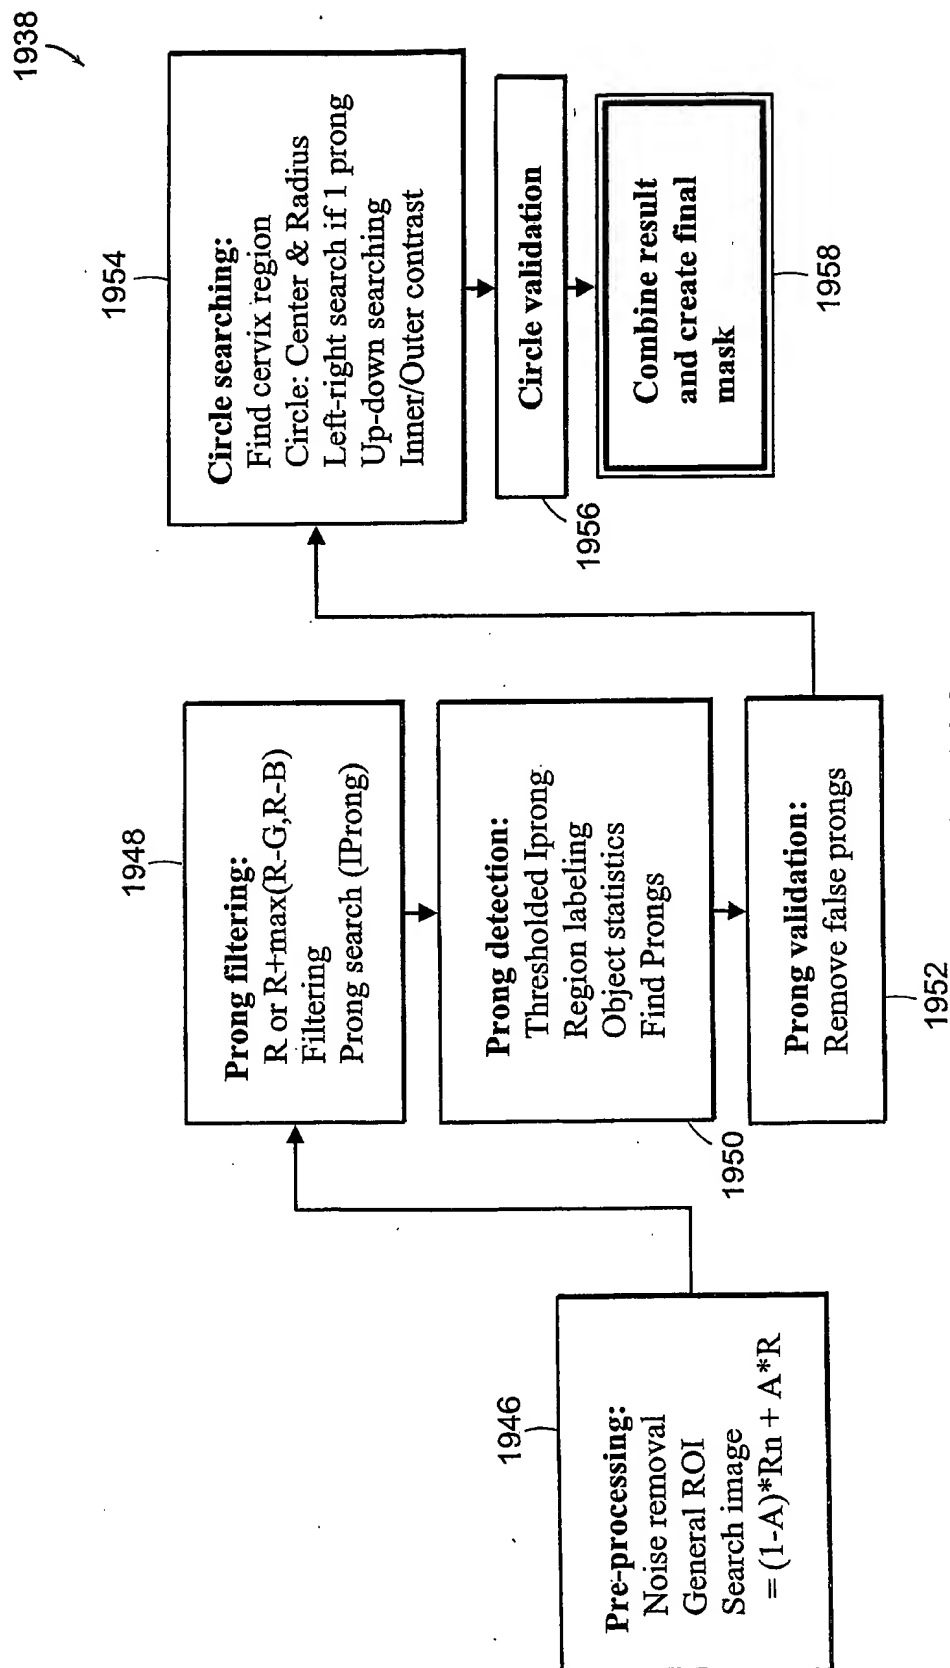 1938
1946
Pre-processing:
Noise removal
General ROI
Search image
= (1-A)*Rn + A*R
1948
Prong filtering:
R or R+max(R-G,R-B)
Filtering
Prong search (IProng)
Prong detection:
Thresholded Iprong
Region labeling
Object statistics
Find Prongs
1950
Prong validation:
Remove false prongs
1952
1954
Circle searching:
Find cervix region
Circle: Center & Radius
Left-right search if 1 prong
Up-down searching
Inner/Outer contrast
Circle validation
1956
Combine result
and create final
mask
1958